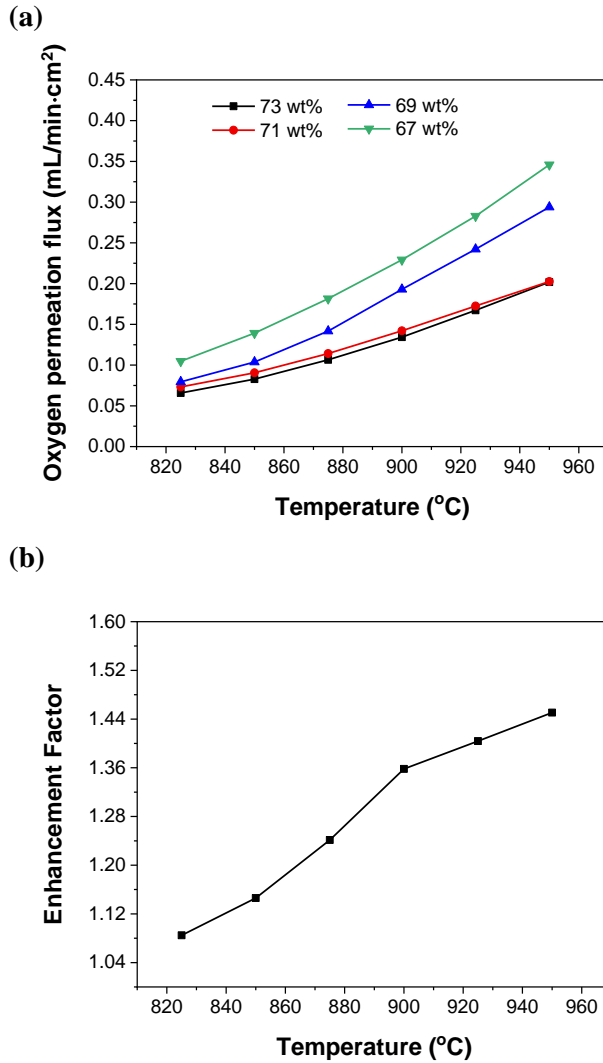 (a)
Oxygen permeation flux (mL/min·cm²)
0.45
0.40
0.35
0.30
0.25
0.20
0.15
0.10
0.05
0.00
73 wt% 69 wt%
71 wt% 67 wt%
820 840 860 880 900 920 940 960
Temperature (°C)
(b)
Enhancement Factor
1.60
1.52
1.44
1.36
1.28
1.20
1.12
1.04
820 840 860 880 900 920 940 960
Temperature (°C)